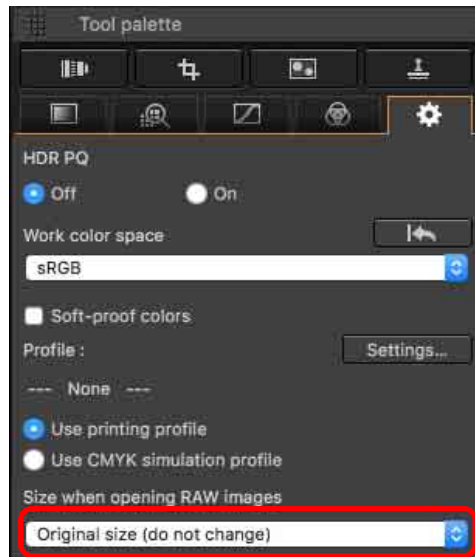 Tool palette
HDR PQ
Off On
Work color space
sRGB
Soft-proof colors
Profile : Settings...
--- None ---
Use printing profile
Use CMYK simulation profile
Size when opening RAW images
Original size (do not change)